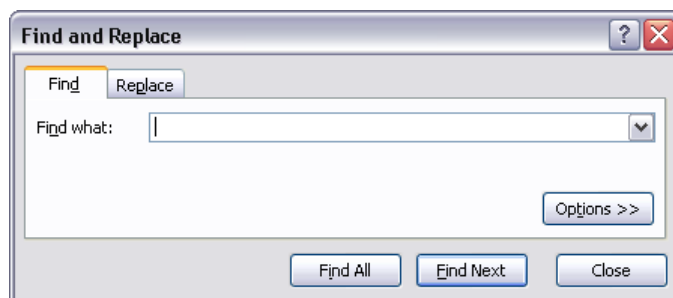 Find and Replace
Find Replace
Find what:
Options >>
Find All Find Next Close